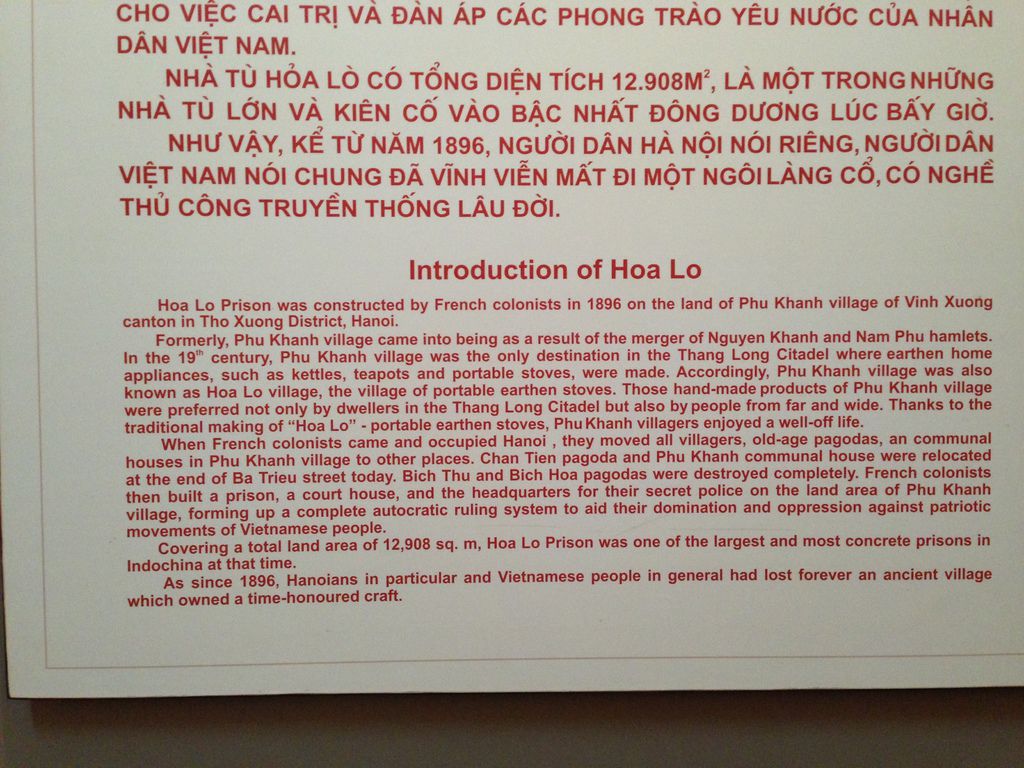 CHO VIỆC CAI TRỊ VÀ ĐÀN ÁP CÁC PHONG TRÀO YÊU NƯỚC CỦA NHÂN
DÂN VIỆT NAM.
NHÀ TÙ HỎA LÒ CÓ TỔNG DIỆN TÍCH 12.908M², LÀ MỘT TRONG NHỮNG
NHÀ TÙ LỚN VÀ KIÊN CỐ VÀO BẬC NHẤT ĐÔNG DƯƠNG LÚC BẤY GIỜ.
NHƯ VẬY, KỂ TỪ NĂM 1896, NGƯỜI DÂN HÀ NỘI NÓI RIÊNG, NGƯỜI DÂN
VIỆT NAM NÓI CHUNG ĐÃ VĨNH VIỄN MẤT ĐI MỘT NGÔI LÀNG CỔ, CÓ NGHỀ
THỦ CÔNG TRUYỀN THỐNG LÂU ĐỜI.
Introduction of Hoa Lo
Hoa Lo Prison was constructed by French colonists in 1896 on the land of Phu Khanh village of Vinh Xuong
canton in Tho Xuong District, Hanoi.
Formerly, Phu Khanh village came into being as a result of the merger of Nguyen Khanh and Nam Phu hamlets.
In the 19th century, Phu Khanh village was the only destination in the Thang Long Citadel where earthen home
appliances, such as kettles, teapots and portable stoves, were made. Accordingly, Phu Khanh village was also
known as Hoa Lo village, the village of portable earthen stoves. Those hand-made products of Phu Khanh village
were preferred not only by dwellers in the Thang Long Citadel but also by people from far and wide. Thanks to the
traditional making of “Hoa Lo” - portable earthen stoves, Phu Khanh villagers enjoyed a well-off life.
When French colonists came and occupied Hanoi , they moved all villagers, old-age pagodas, an communal
houses in Phu Khanh village to other places. Chan Tien pagoda and Phu Khanh communal house were relocated
at the end of Ba Trieu street today. Bich Thu and Bich Hoa pagodas were destroyed completely. French colonists
then built a prison, a court house, and the headquarters for their secret police on the land area of Phu Khanh
village, forming up a complete autocratic ruling system to aid their domination and oppression against patriotic
movements of Vietnamese people.
Covering a total land area of 12,908 sq. m, Hoa Lo Prison was one of the largest and most concrete prisons in
Indochina at that time.
As since 1896, Hanoians in particular and Vietnamese people in general had lost forever an ancient village
which owned a time-honoured craft.